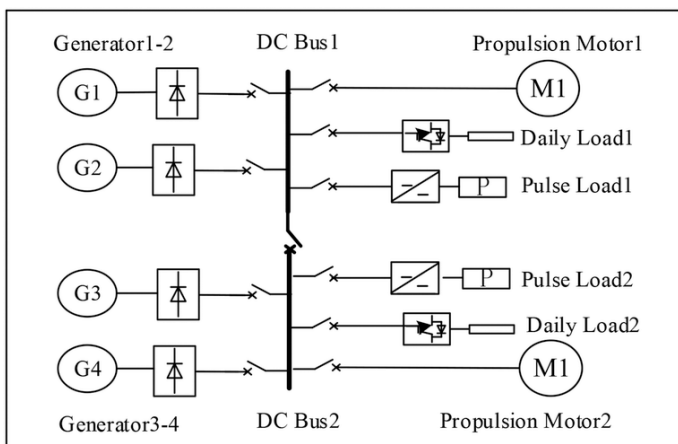 Generator1-2 DC Bus1 Propulsion Motor1
G1 M1
Daily Load1
G2 P Pulse Load1
G3 P Pulse Load2
Daily Load2
G4 M1
Generator3-4 DC Bus2 Propulsion Motor2